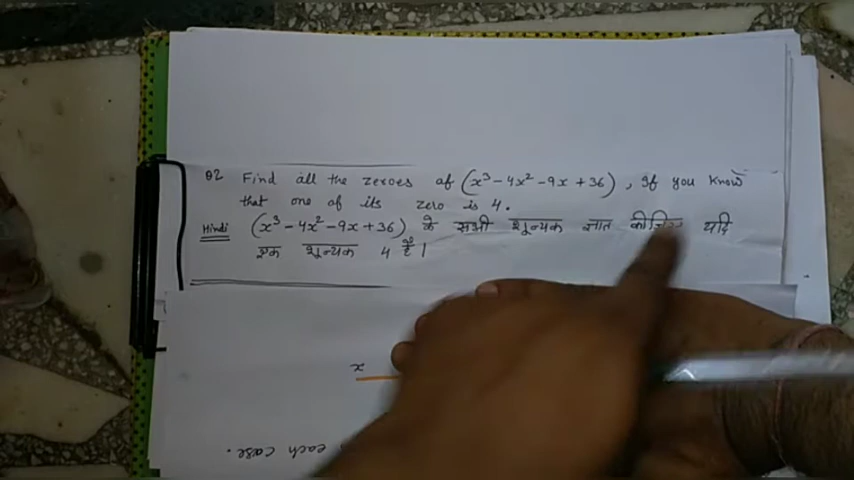 Q2 Find all the zeroes of (x³ - 4x² - 9x + 36), If you know
that one of its zero is 4.
Hindi (x³ - 4x² - 9x + 36) के सभी शून्यक ज्ञात यदि
एक शून्यक 4 है।
x
each case.